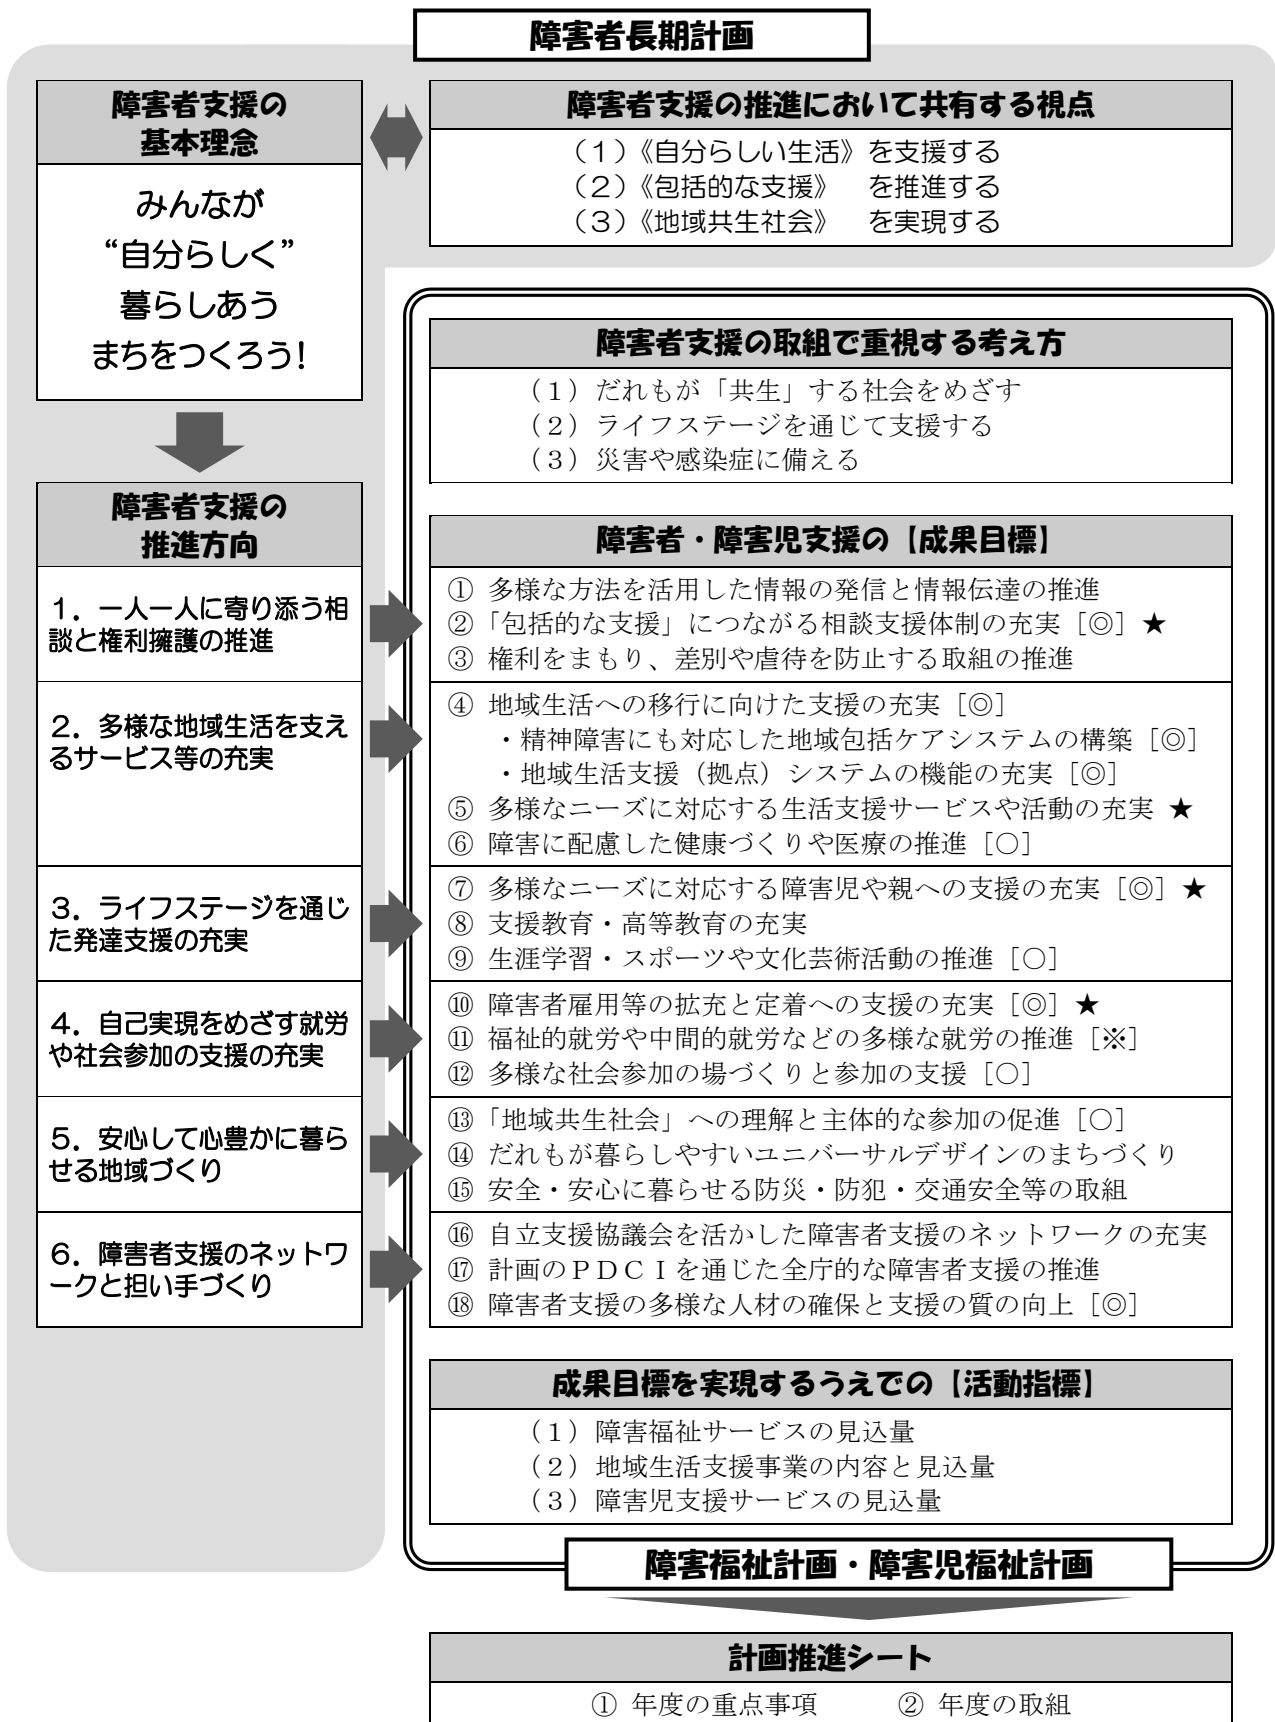 障害者長期計画
障害者支援の
基本理念
みんなが
“自分らしく”
暮らしあう
まちをつくろう！
障害者支援の推進において共有する視点
（１）《自分らしい生活》を支援する
（２）《包括的な支援》　を推進する
（３）《地域共生社会》　を実現する
障害者支援の取組で重視する考え方
（１）だれもが「共生」する社会をめざす
（２）ライフステージを通じて支援する
（３）災害や感染症に備える
障害者支援の
推進方向
障害者・障害児支援の【成果目標】
１．一人一人に寄り添う相
談と権利擁護の推進
① 多様な方法を活用した情報の発信と情報伝達の推進
②「包括的な支援」につながる相談支援体制の充実［◎］★
③ 権利をまもり、差別や虐待を防止する取組の推進
２．多様な地域生活を支え
るサービス等の充実
④ 地域生活への移行に向けた支援の充実［◎］
・精神障害にも対応した地域包括ケアシステムの構築［◎］
・地域生活支援（拠点）システムの機能の充実［◎］
⑤ 多様なニーズに対応する生活支援サービスや活動の充実 ★
⑥ 障害に配慮した健康づくりや医療の推進［○］
３．ライフステージを通じ
た発達支援の充実
⑦ 多様なニーズに対応する障害児や親への支援の充実［◎］★
⑧ 支援教育・高等教育の充実
⑨ 生涯学習・スポーツや文化芸術活動の推進［○］
４．自己実現をめざす就労
や社会参加の支援の充実
⑩ 障害者雇用等の拡充と定着への支援の充実［◎］★
⑪ 福祉的就労や中間的就労などの多様な就労の推進［※］
⑫ 多様な社会参加の場づくりと参加の支援［○］
５．安心して心豊かに暮ら
せる地域づくり
⑬「地域共生社会」への理解と主体的な参加の促進［○］
⑭ だれもが暮らしやすいユニバーサルデザインのまちづくり
⑮ 安全・安心に暮らせる防災・防犯・交通安全等の取組
６．障害者支援のネットワ
ークと担い手づくり
⑯ 自立支援協議会を活かした障害者支援のネットワークの充実
⑰ 計画のＰＤＣＩを通じた全庁的な障害者支援の推進
⑱ 障害者支援の多様な人材の確保と支援の質の向上［◎］
成果目標を実現するうえでの【活動指標】
（１）障害福祉サービスの見込量
（２）地域生活支援事業の内容と見込量
（３）障害児支援サービスの見込量
障害福祉計画・障害児福祉計画
計画推進シート
① 年度の重点事項　　② 年度の取組